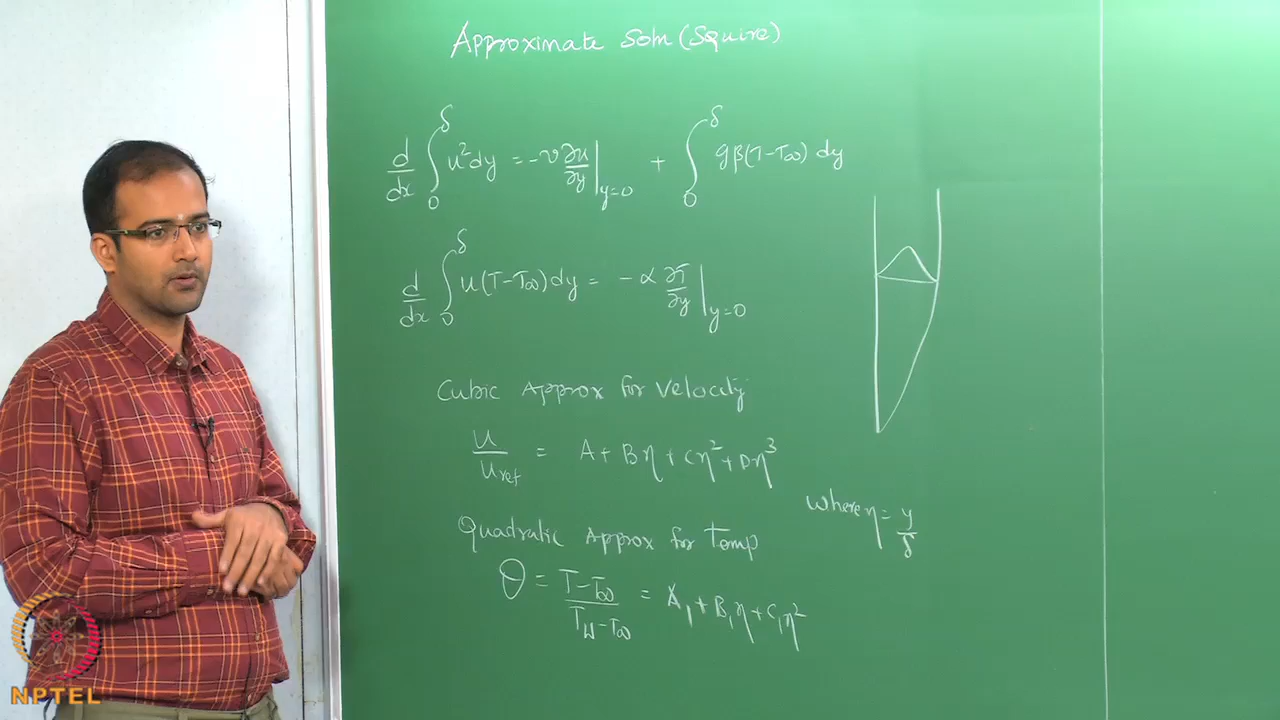 Approximate Soln (Squire)
d/dx ∫₀^δ u² dy = -ν ∂u/∂y |y=0 + ∫₀^δ gβ(T-T∞) dy
d/dx ∫₀^δ u(T-T∞) dy = -α ∂T/∂y |y=0
Cubic Approx for Velocity
u/uref = A + Bη + Cη² + Dη³
where η = y/δ
Quadratic Approx for Temp
θ = (T-T∞)/(Tw-T∞) = A₁ + B₁η + C₁η²
NPTEL